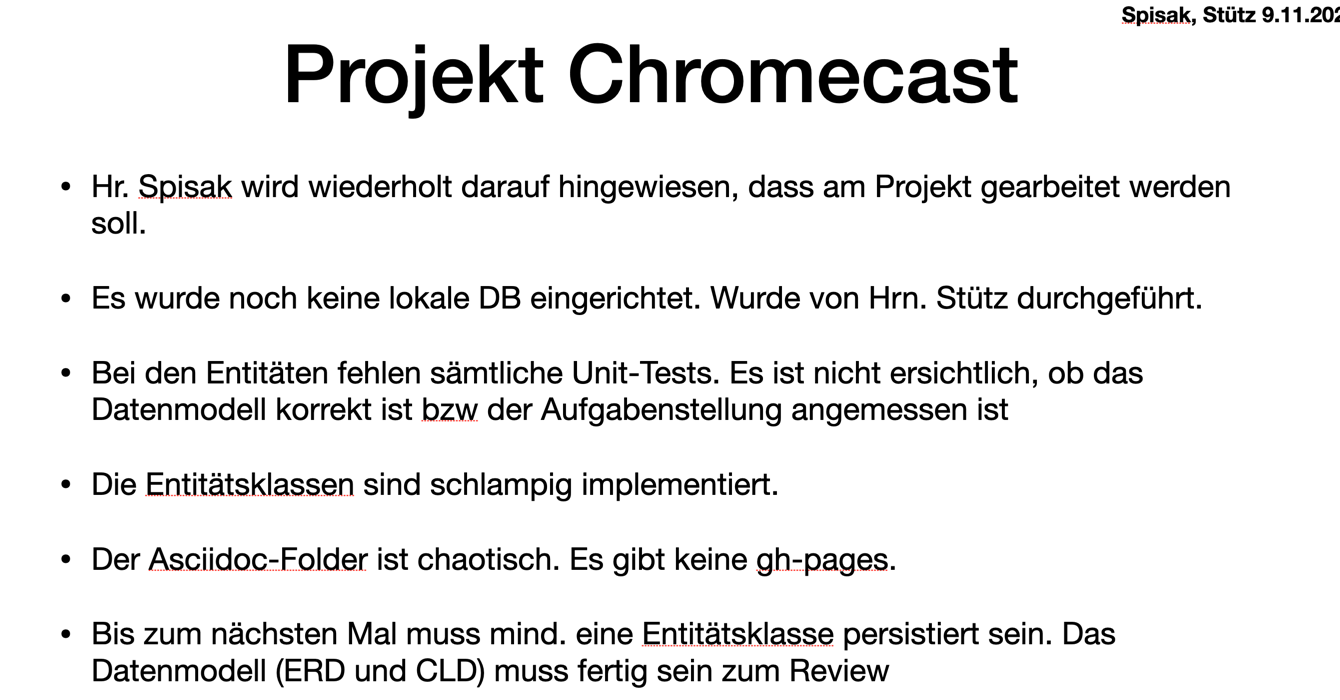 Spisak, Stütz 9.11.202
Projekt Chromecast
• Hr. Spisak wird wiederholt darauf hingewiesen, dass am Projekt gearbeitet werden
soll.
• Es wurde noch keine lokale DB eingerichtet. Wurde von Hrn. Stütz durchgeführt.
• Bei den Entitäten fehlen sämtliche Unit-Tests. Es ist nicht ersichtlich, ob das
Datenmodell korrekt ist bzw der Aufgabenstellung angemessen ist
• Die Entitätsklassen sind schlampig implementiert.
• Der Asciidoc-Folder ist chaotisch. Es gibt keine gh-pages.
• Bis zum nächsten Mal muss mind. eine Entitätsklasse persistiert sein. Das
Datenmodell (ERD und CLD) muss fertig sein zum Review